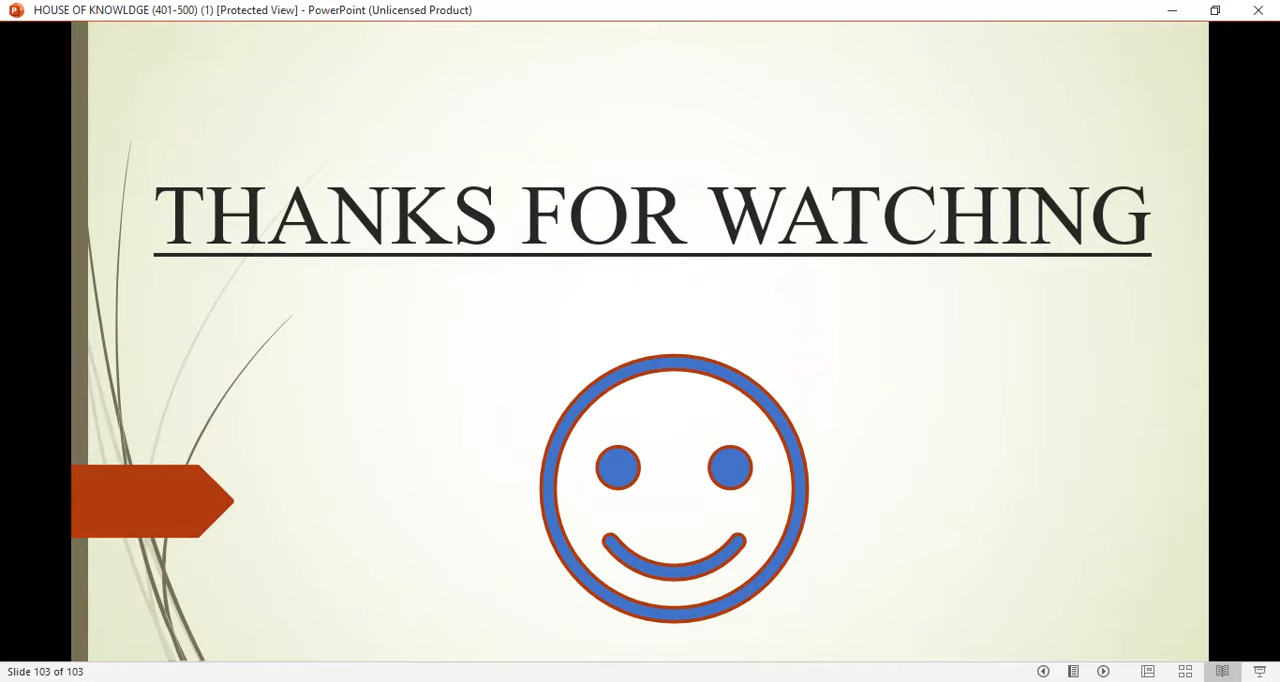 HOUSE OF KNOWLDGE (401-500) (1) [Protected View] - PowerPoint (Unlicensed Product)
THANKS FOR WATCHING
Slide 103 of 103